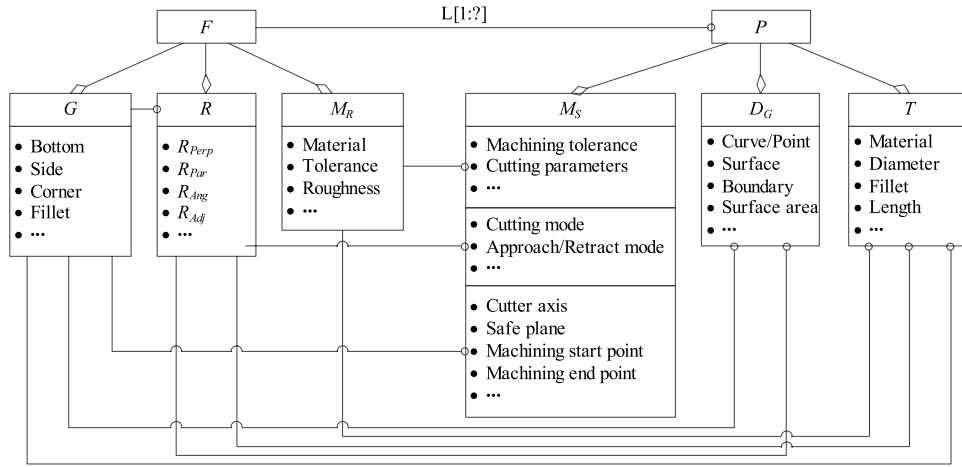 L[1:?]
F
P
G
R
M_R
M_S
D_G
T
• Bottom
• Side
• Corner
• Fillet
• •••
• R_Perp
• R_Par
• R_Ang
• R_Adj
• •••
• Material
• Tolerance
• Roughness
• •••
• Machining tolerance
• Cutting parameters
• •••
• Cutting mode
• Approach/Retract mode
• •••
• Cutter axis
• Safe plane
• Machining start point
• Machining end point
• •••
• Curve/Point
• Surface
• Boundary
• Surface area
• •••
• Material
• Diameter
• Fillet
• Length
• •••